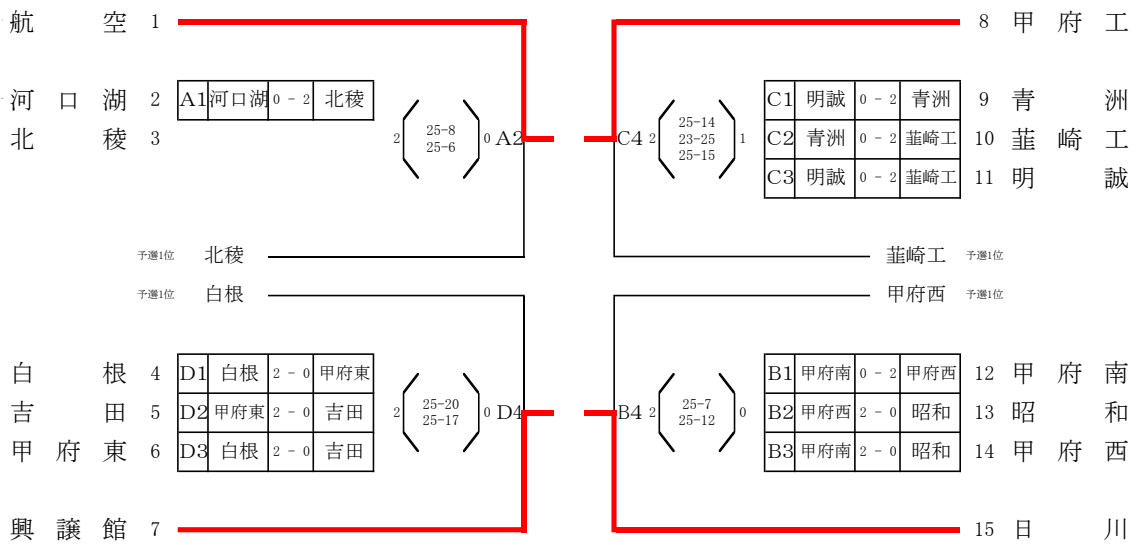 航空 1
河口湖 2 A1 河口湖 0 - 2 北稜
北稜 3
2 25-8 0 A2
25-6
予選1位 北稜
予選1位 白根
白根 4 D1 白根 2 - 0 甲府東
吉田 5 D2 甲府東 2 - 0 吉田
甲府東 6 D3 白根 2 - 0 吉田
2 25-20 0 D4
25-17
興譲館 7
8 甲府工
C1 明誠 0 - 2 青洲 9 青洲
C2 青洲 0 - 2 韮崎工 10 韮崎工
C3 明誠 0 - 2 韮崎工 11 明誠
C4 2 25-14 1
23-25
25-15
韮崎工 予選1位
甲府西 予選1位
B1 甲府南 0 - 2 甲府西 12 甲府南
B2 甲府西 2 - 0 昭和 13 昭和
B3 甲府南 2 - 0 昭和 14 甲府西
B4 2 25-7 0
25-12
15 日川